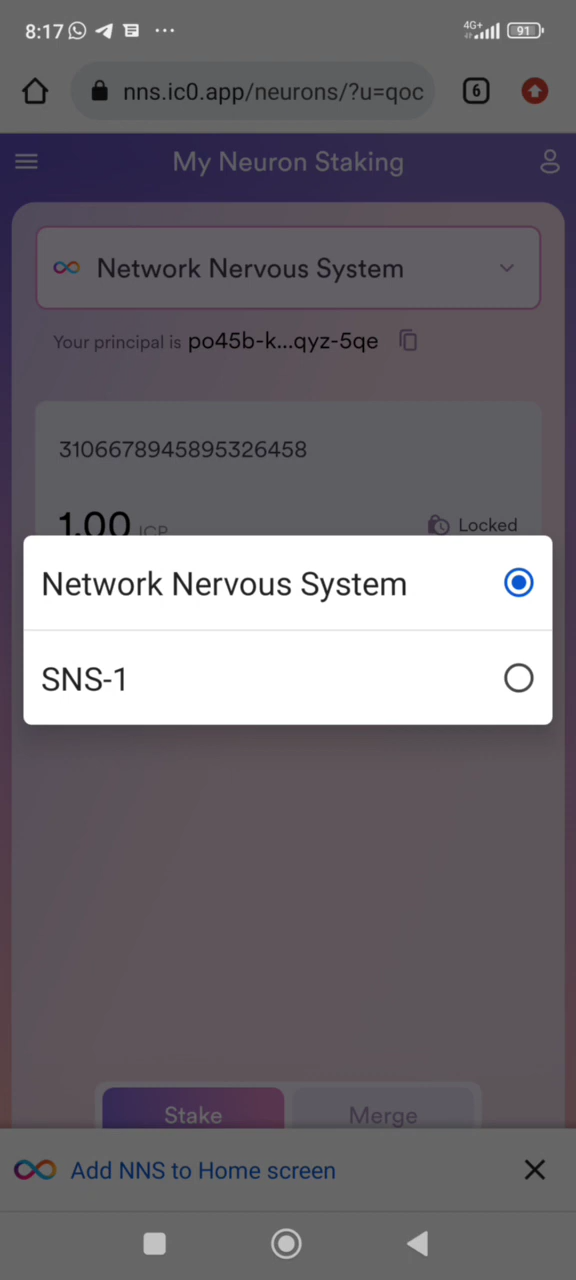 8:17
4G+
91
nns.ic0.app/neurons/?u=qoc
6
My Neuron Staking
Network Nervous System
Your principal is po45b-k...qyz-5qe
3106678945895326458
1.00 ICP
Locked
Network Nervous System
SNS-1
Stake
Merge
Add NNS to Home screen